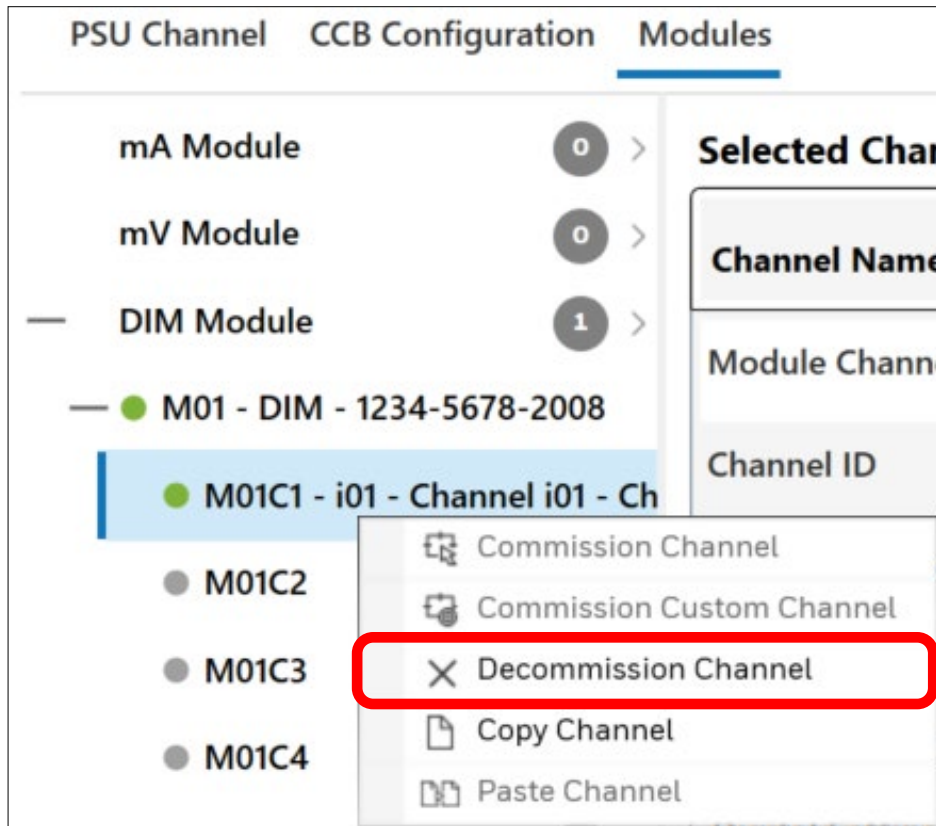 PSU Channel CCB Configuration Modules
mA Module 0
mV Module 0
DIM Module 1
M01 - DIM - 1234-5678-2008
M01C1 - i01 - Channel i01 - Ch
M01C2
M01C3
M01C4
Commission Channel
Commission Custom Channel
Decommission Channel
Copy Channel
Paste Channel
Selected Chan
Channel Name
Module Channe
Channel ID